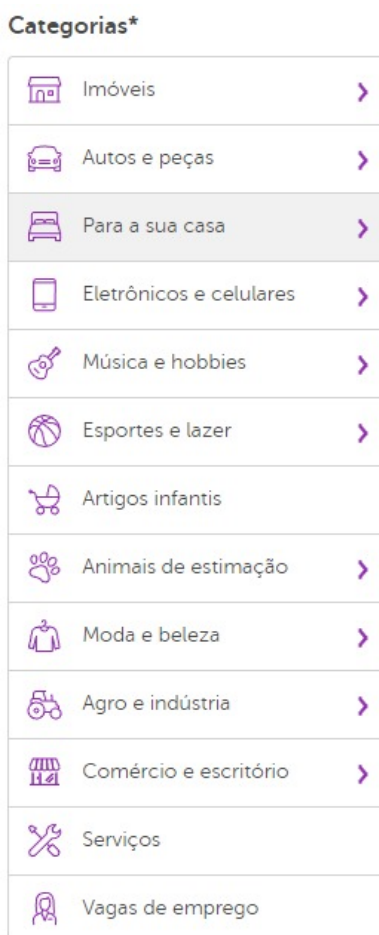 Categorias*
Imóveis
Autos e peças
Para a sua casa
Eletrônicos e celulares
Música e hobbies
Esportes e lazer
Artigos infantis
Animais de estimação
Moda e beleza
Agro e indústria
Comércio e escritório
Serviços
Vagas de emprego